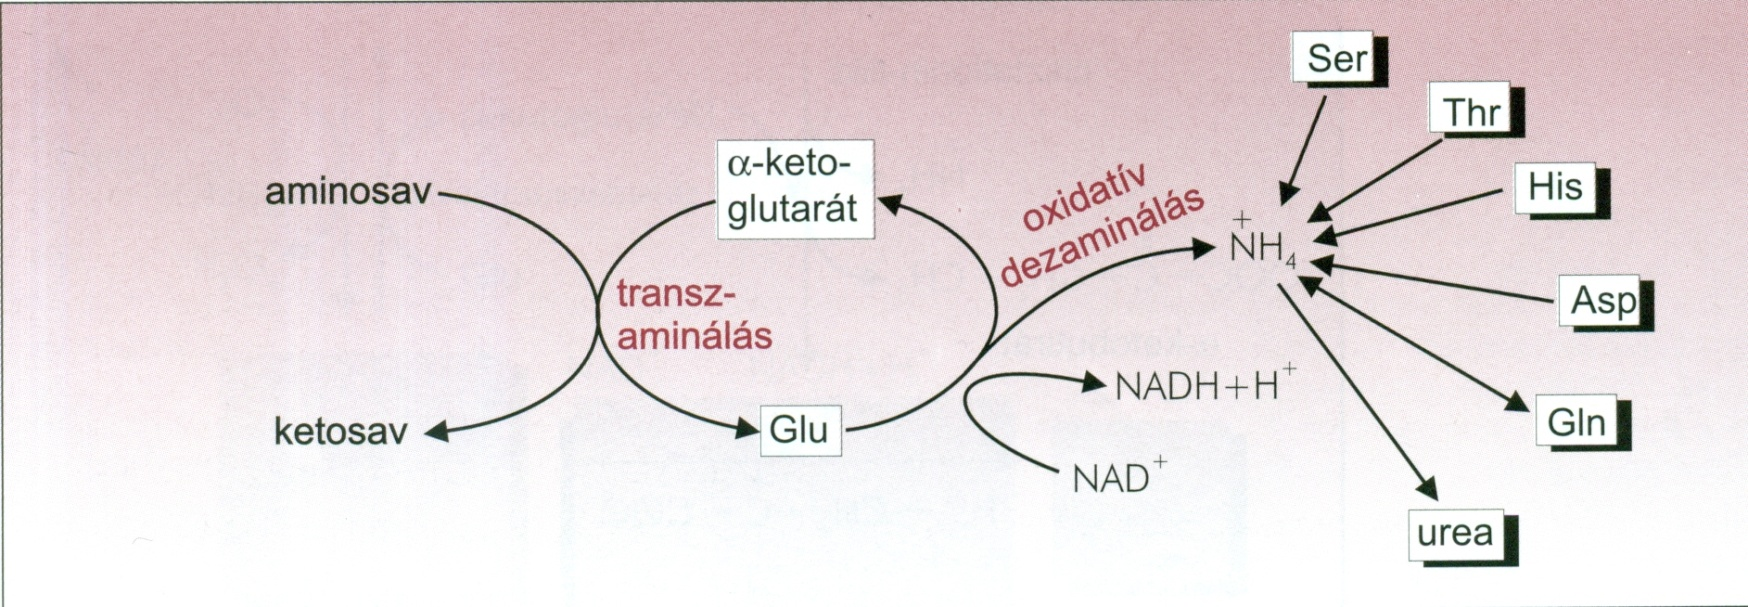 aminosav
ketosav
α-keto-
glutarát
transz-
aminálás
Glu
oxidatív
dezaminálás
NADH+H⁺
NAD⁺
⁺
NH₄
Ser
Thr
His
Asp
Gln
urea